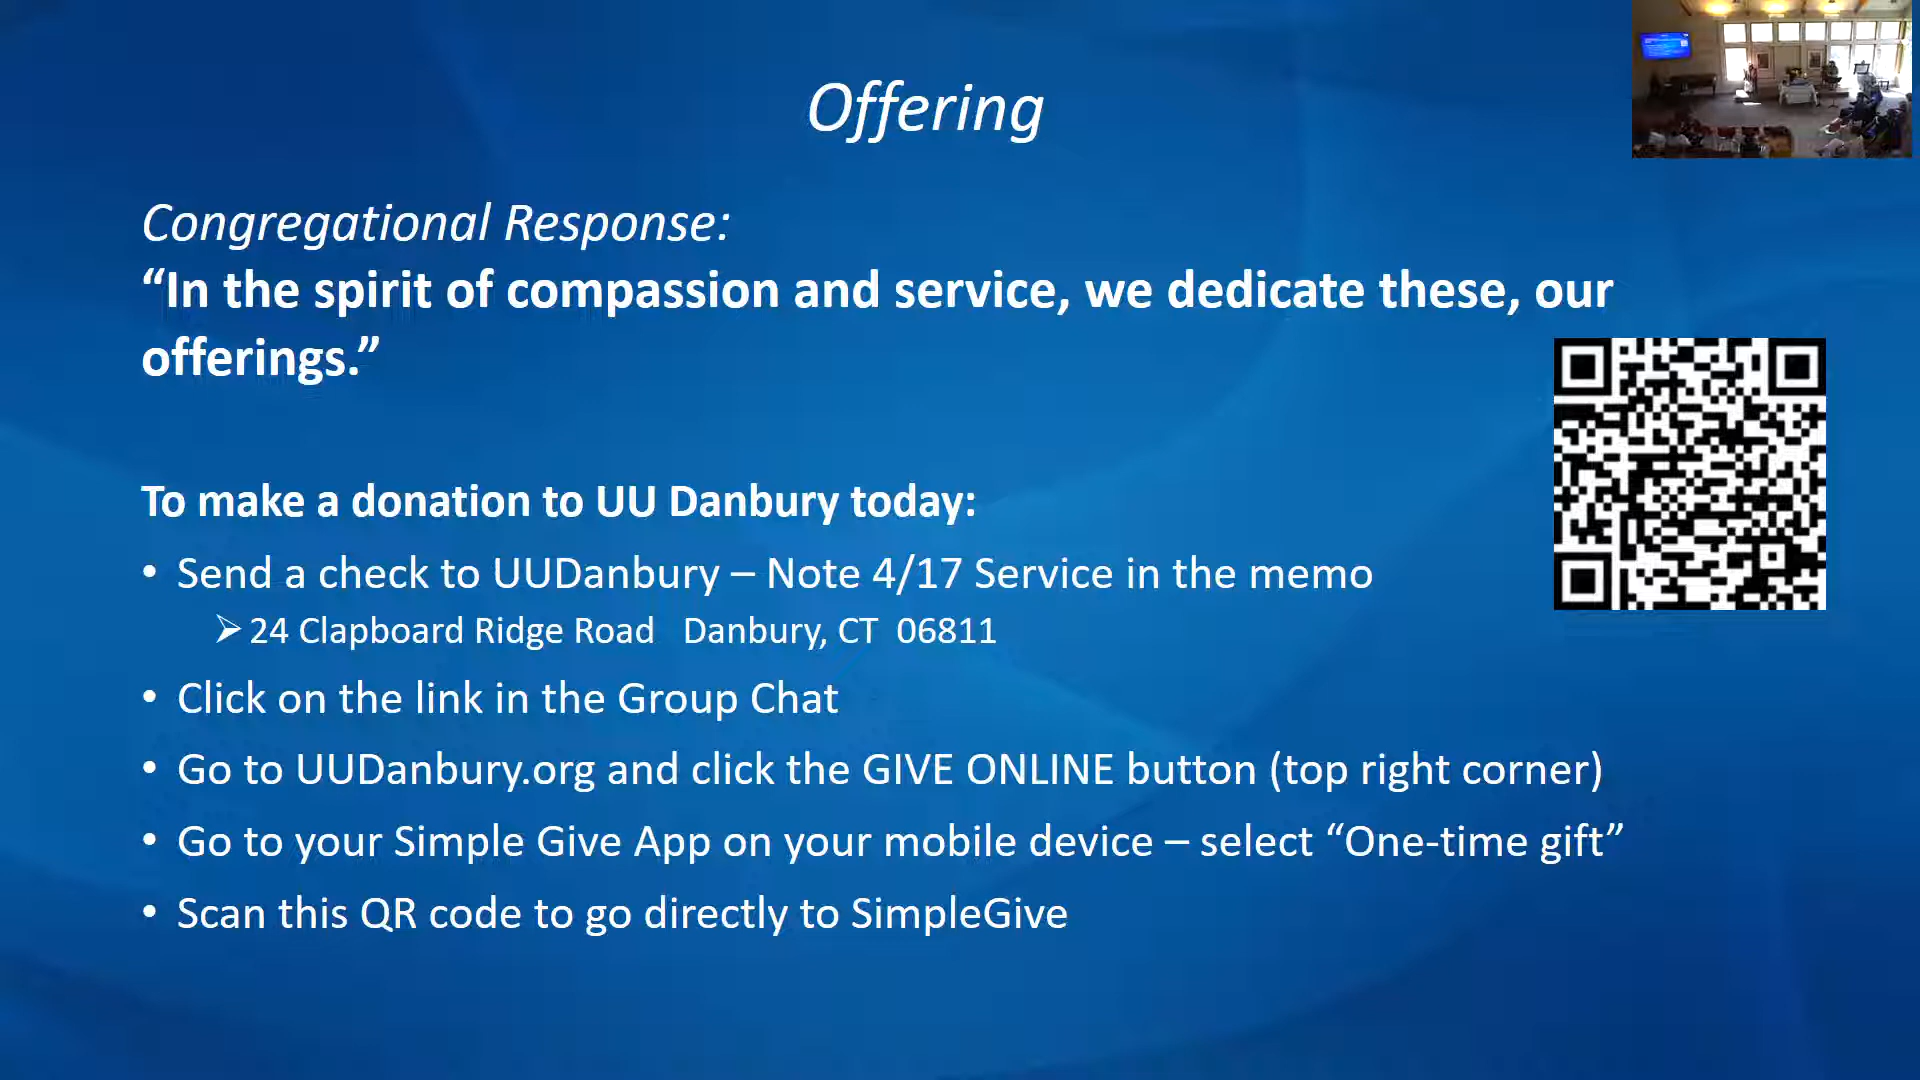 Offering
Congregational Response:
“In the spirit of compassion and service, we dedicate these, our
offerings.”
To make a donation to UU Danbury today:
• Send a check to UUDanbury – Note 4/17 Service in the memo
➢ 24 Clapboard Ridge Road Danbury, CT 06811
• Click on the link in the Group Chat
• Go to UUDanbury.org and click the GIVE ONLINE button (top right corner)
• Go to your Simple Give App on your mobile device – select “One-time gift”
• Scan this QR code to go directly to SimpleGive